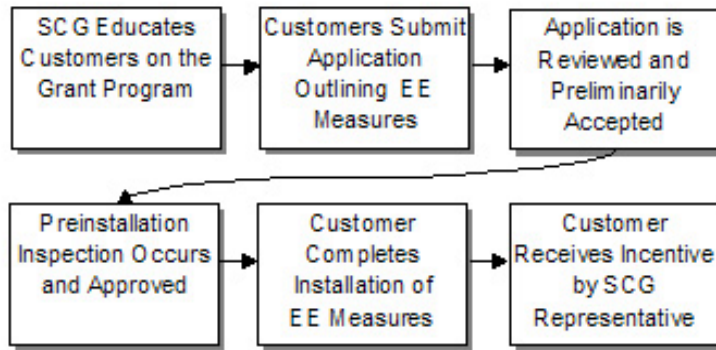 SCG Educates
Customers on the
Grant Program
Customers Submit
Application
Outlining EE
Measures
Application is
Reviewed and
Preliminarily
Accepted
Preinstallation
Inspection Occurs
and Approved
Customer
Completes
Installation of
EE Measures
Customer
Receives Incentive
by SCG
Representative